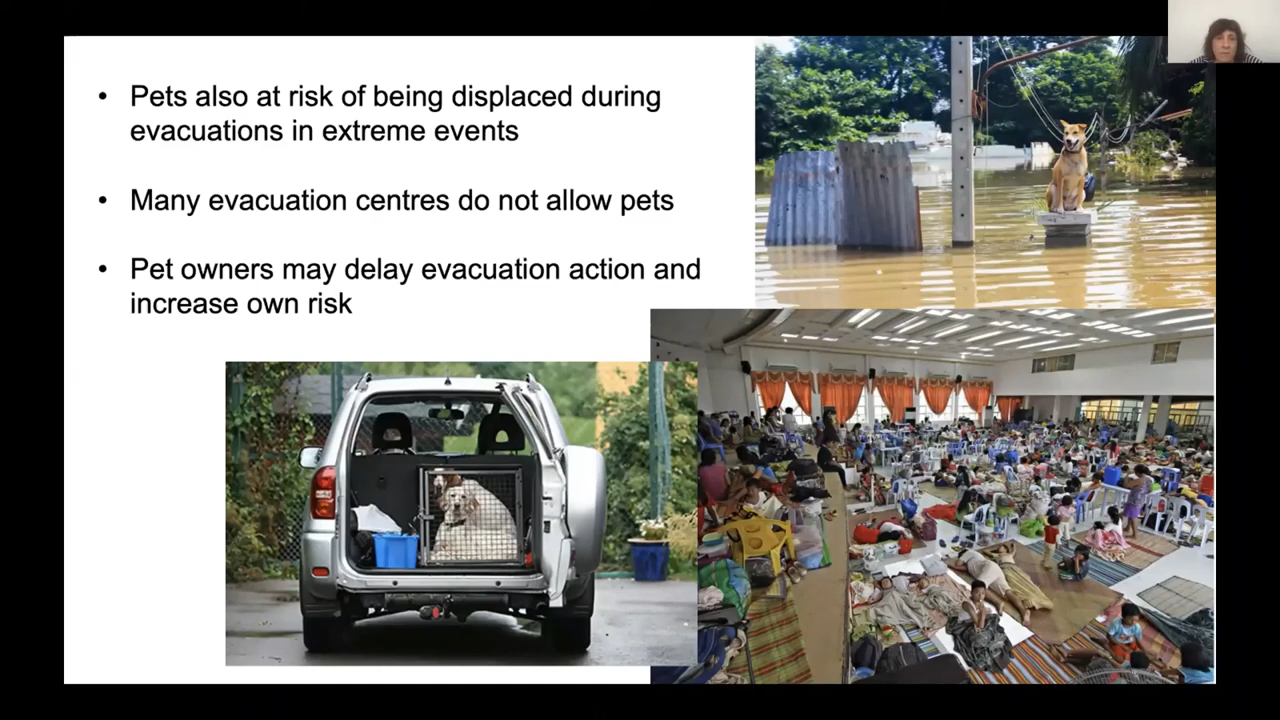 • Pets also at risk of being displaced during
evacuations in extreme events
• Many evacuation centres do not allow pets
• Pet owners may delay evacuation action and
increase own risk